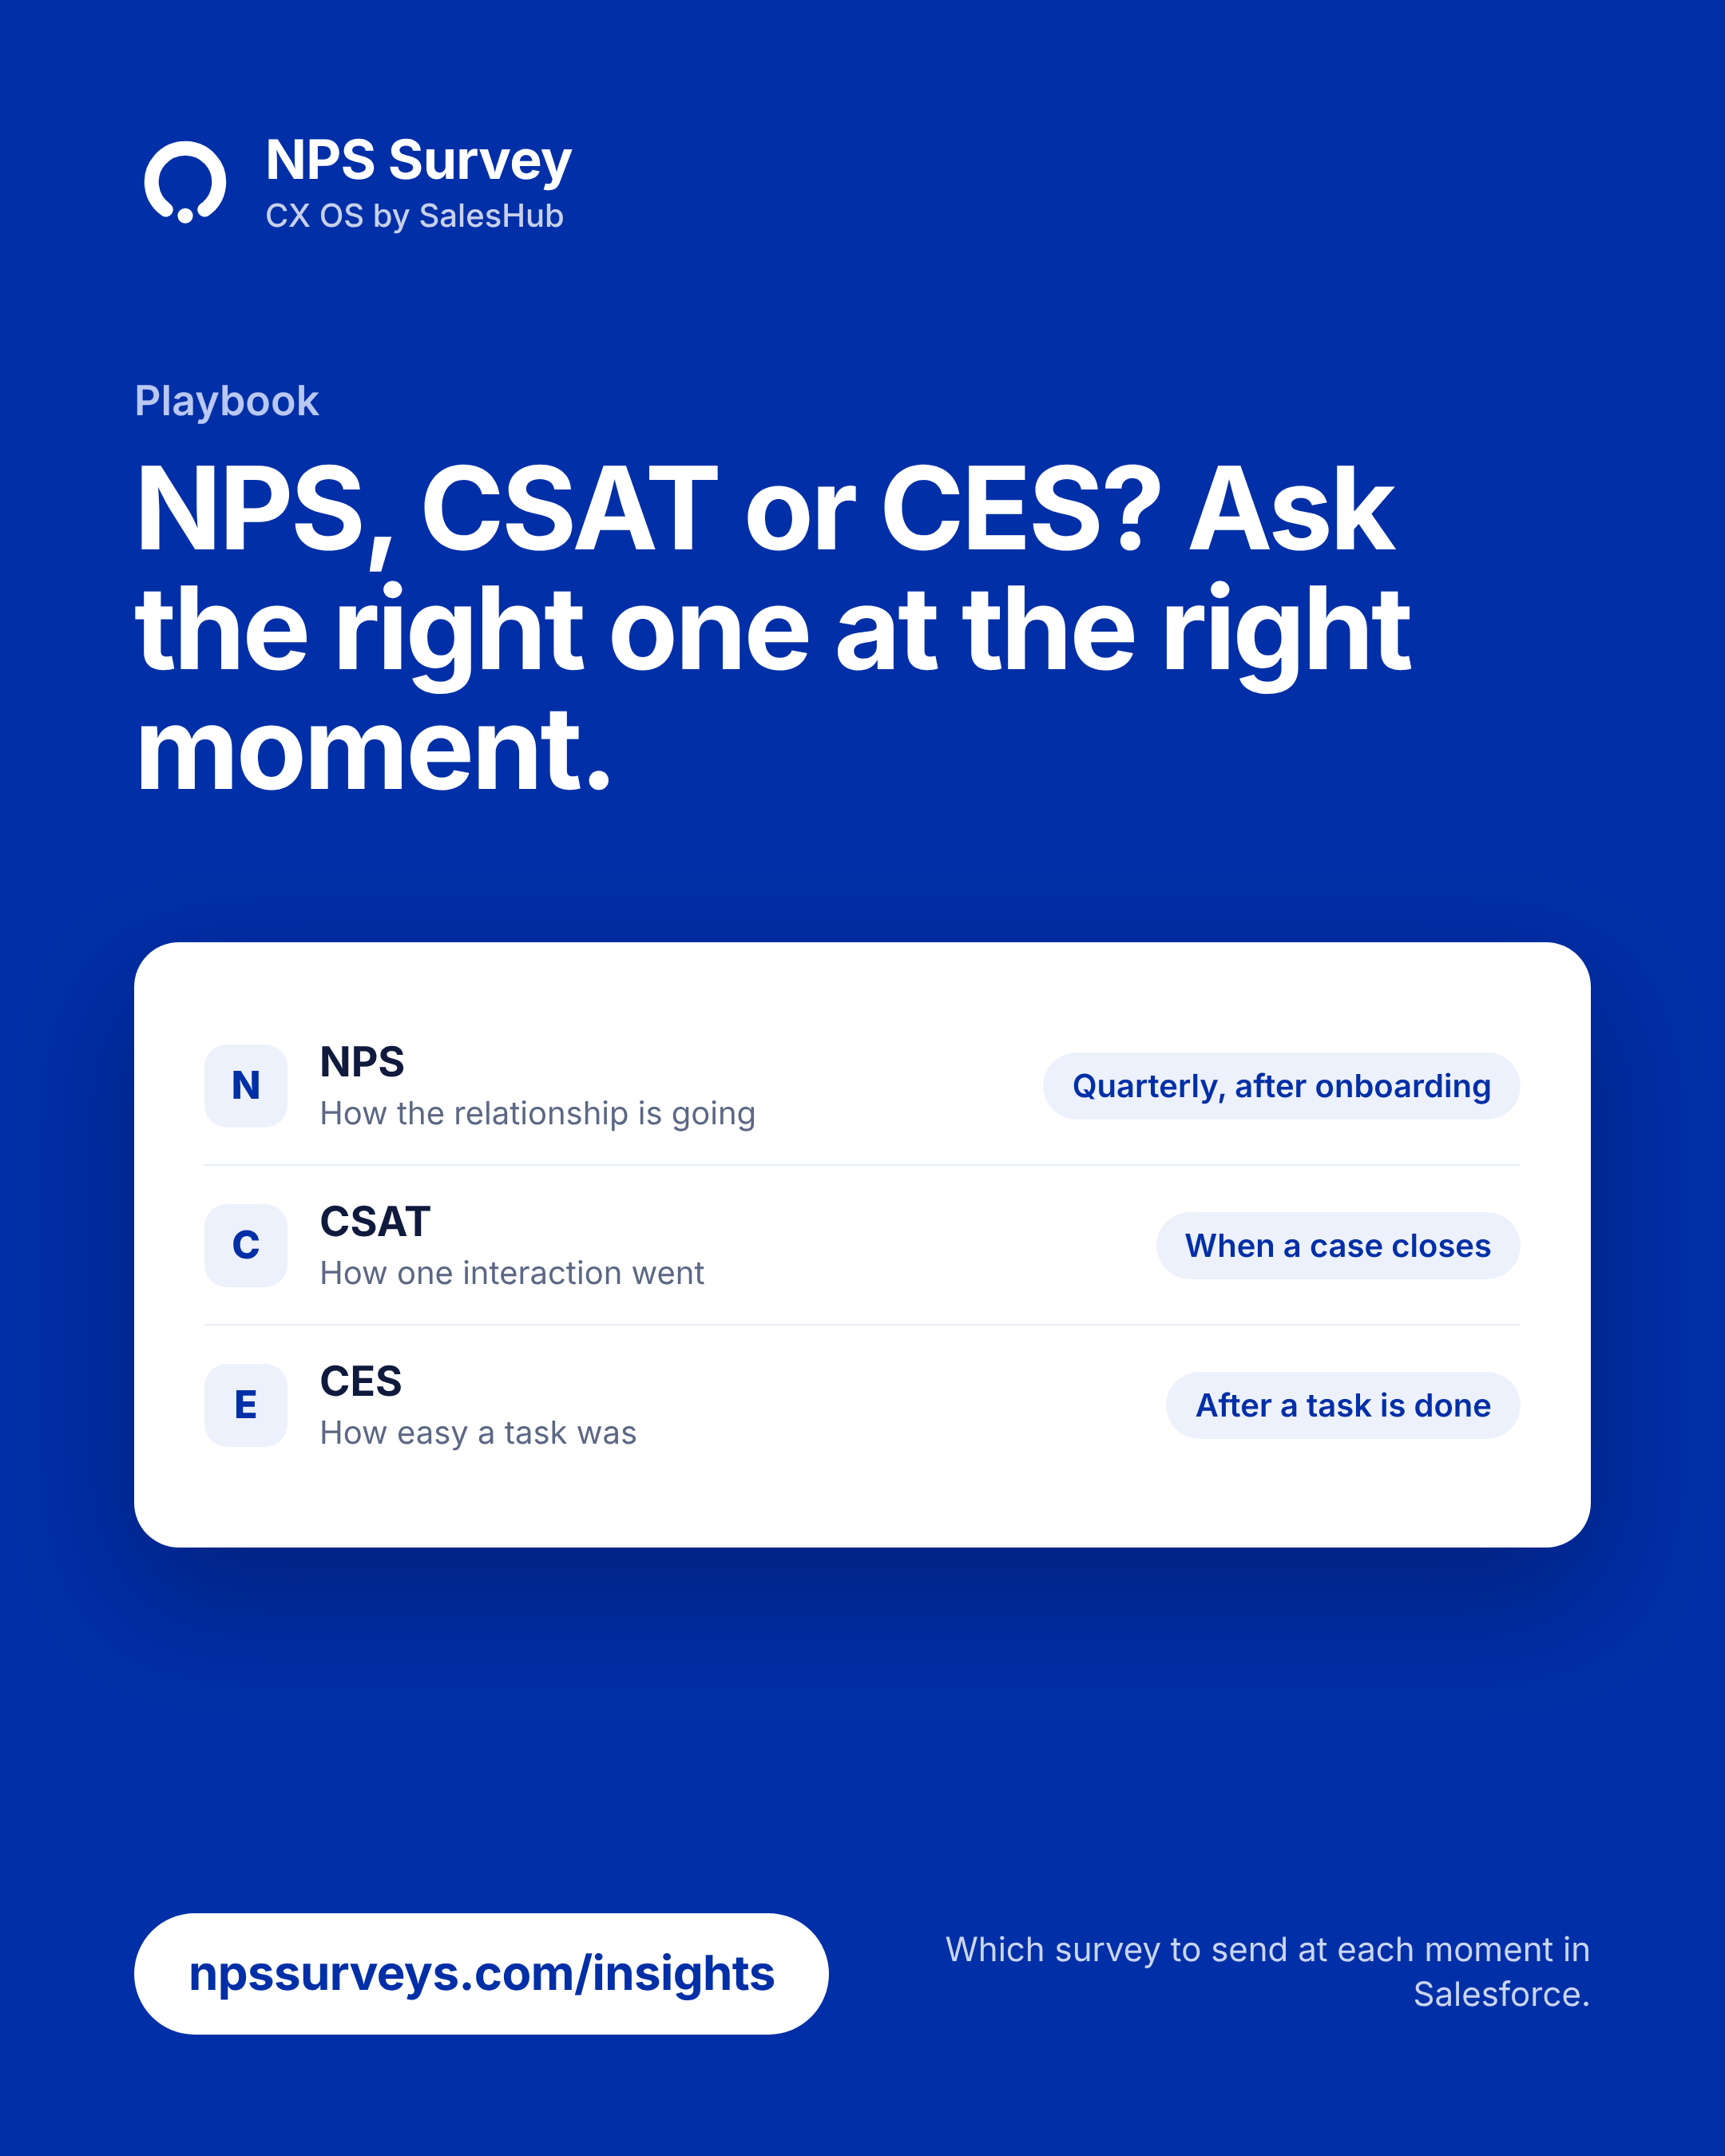 NPS Survey
CX OS by SalesHub
Playbook
NPS, CSAT or CES? Ask
the right one at the right
moment.
N
NPS
How the relationship is going
Quarterly, after onboarding
C
CSAT
How one interaction went
When a case closes
E
CES
How easy a task was
After a task is done
npssurveys.com/insights
Which survey to send at each moment in
Salesforce.